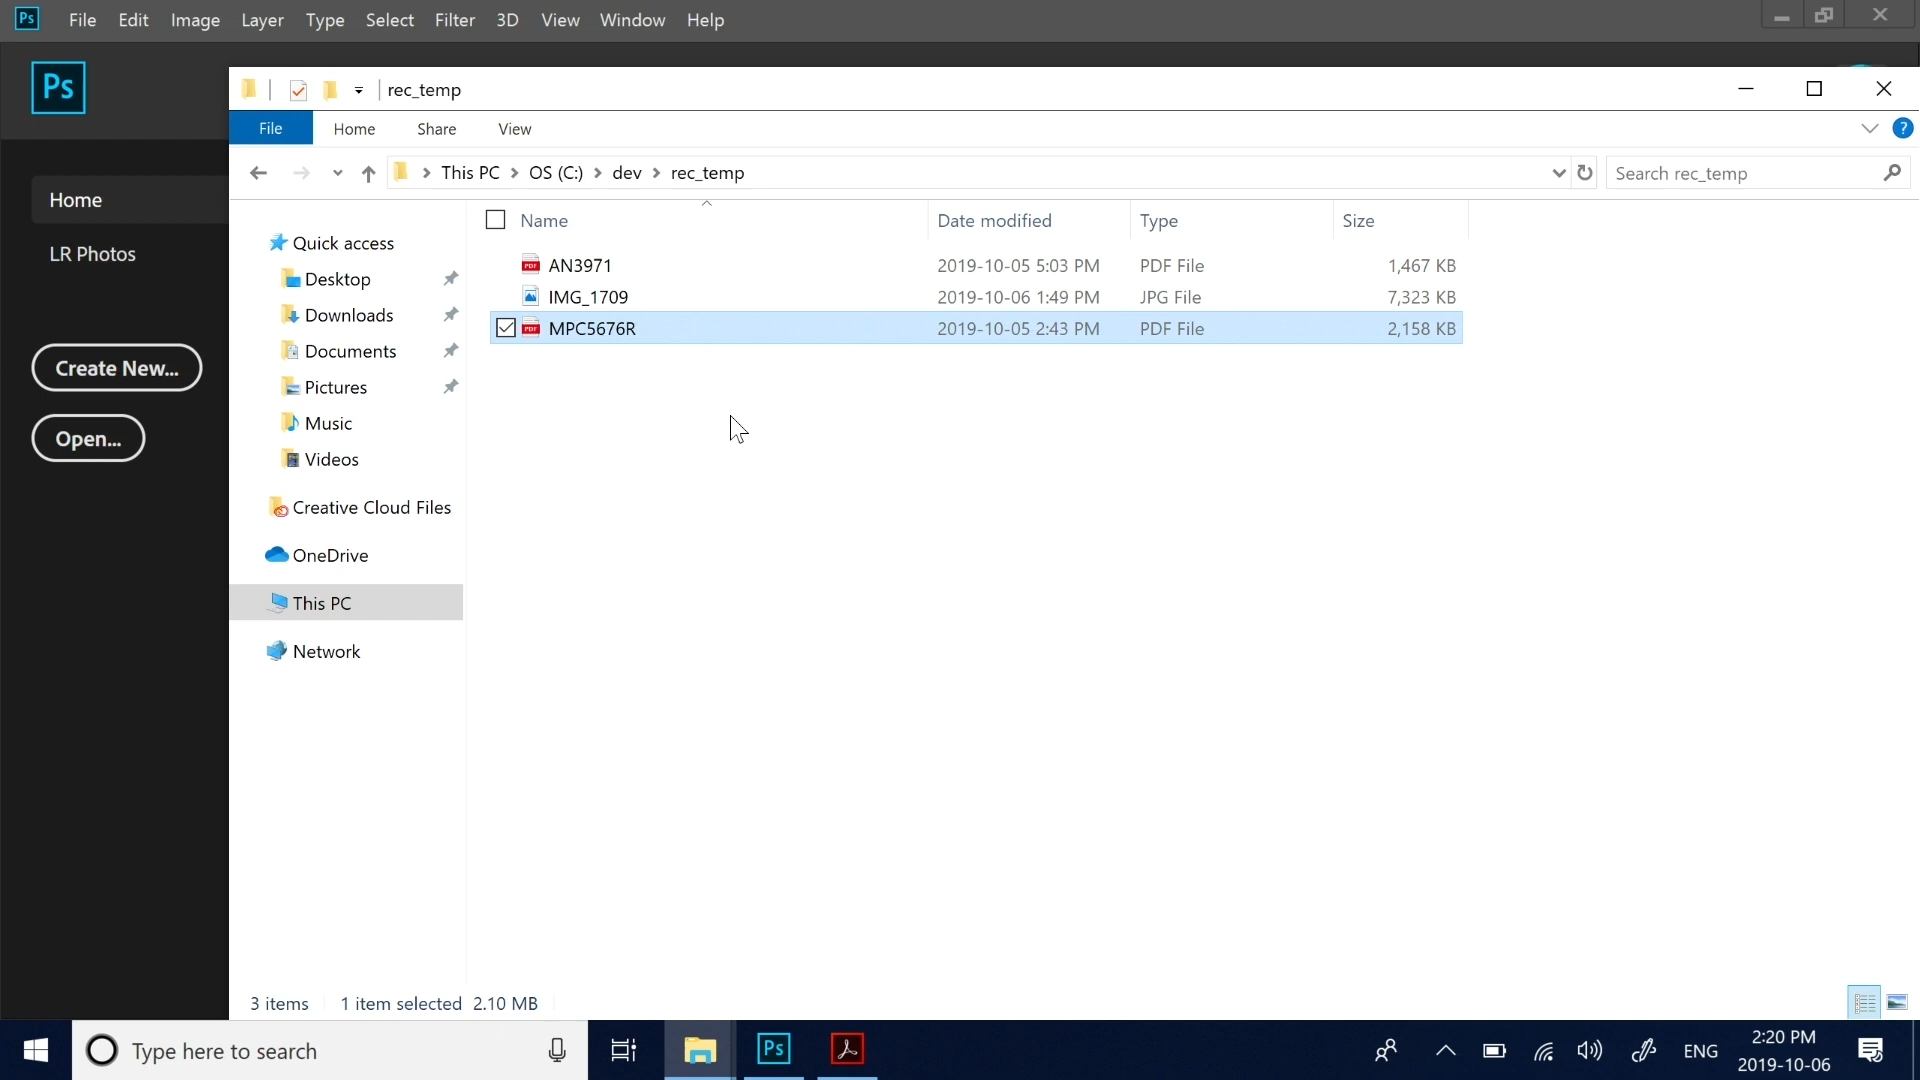 Ps File Edit Image Layer Type Select Filter 3D View Window Help
Ps
rec_temp
File Home Share View ?
This PC > OS (C:) > dev > rec_temp
Search rec_temp
Home
LR Photos
Create New...
Open...
Quick access
Desktop
Downloads
Documents
Pictures
Music
Videos
Creative Cloud Files
OneDrive
This PC
Network
Name Date modified Type Size
PDF AN3971 2019-10-05 5:03 PM PDF File 1,467 KB
IMG_1709 2019-10-06 1:49 PM JPG File 7,323 KB
PDF MPC5676R 2019-10-05 2:43 PM PDF File 2,158 KB
3 items 1 item selected 2.10 MB
Type here to search
Ps
ENG
2:20 PM
2019-10-06